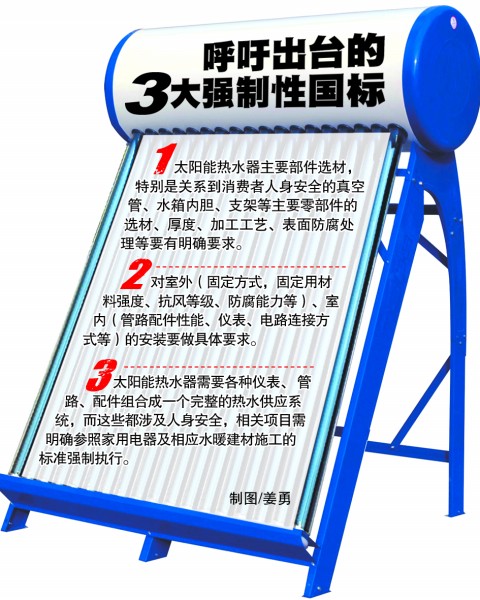 呼吁出台的
3大强制性国标
1 太阳能热水器主要部件选材，
特别是关系到消费者人身安全的真空
管、水箱内胆、支架等主要零部件的
选材、厚度、加工工艺、表面防腐处
理等要有明确要求。
2 对室外（固定方式，固定用材
料强度、抗风等级、防腐能力等）、室
内（管路配件性能、仪表、电路连接方
式等）的安装要做具体要求。
3 太阳能热水器需要各种仪表、管
路、配件组合成一个完整的热水供应系
统，而这些都涉及人身安全，相关项目需
明确参照家用电器及相应水暖建材施工的
标准强制执行。
制图/姜勇